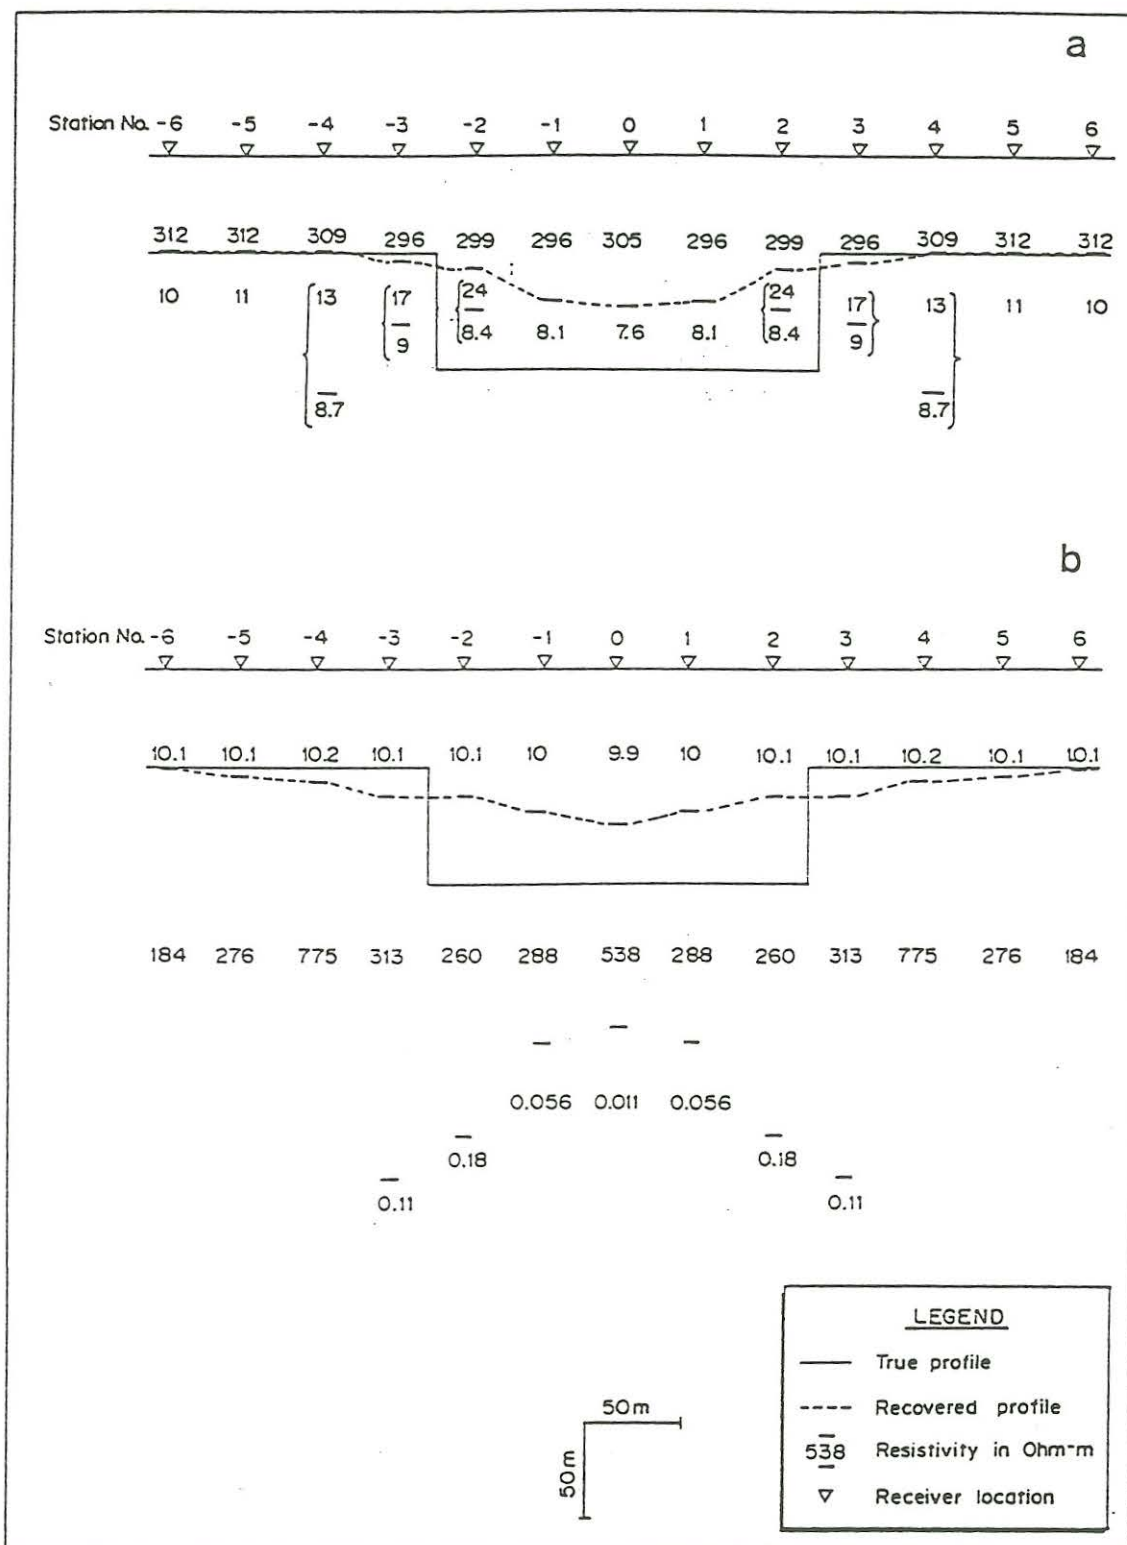 a
Station No. -6 -5 -4 -3 -2 -1 0 1 2 3 4 5 6
312 312 309 296 299 296 305 296 299 296 309 312 312
10 11 13 17 24 24 17 13 11 10
9 8.4 8.1 7.6 8.1 8.4 9
8.7 8.7
b
Station No. -6 -5 -4 -3 -2 -1 0 1 2 3 4 5 6
10.1 10.1 10.2 10.1 10.1 10 9.9 10 10.1 10.1 10.2 10.1 10.1
184 276 775 313 260 288 538 288 260 313 775 276 184
0.056 0.011 0.056
0.18 0.18
0.11 0.11
LEGEND
True profile
Recovered profile
538 Resistivity in Ohm-m
Receiver location
50m
50m